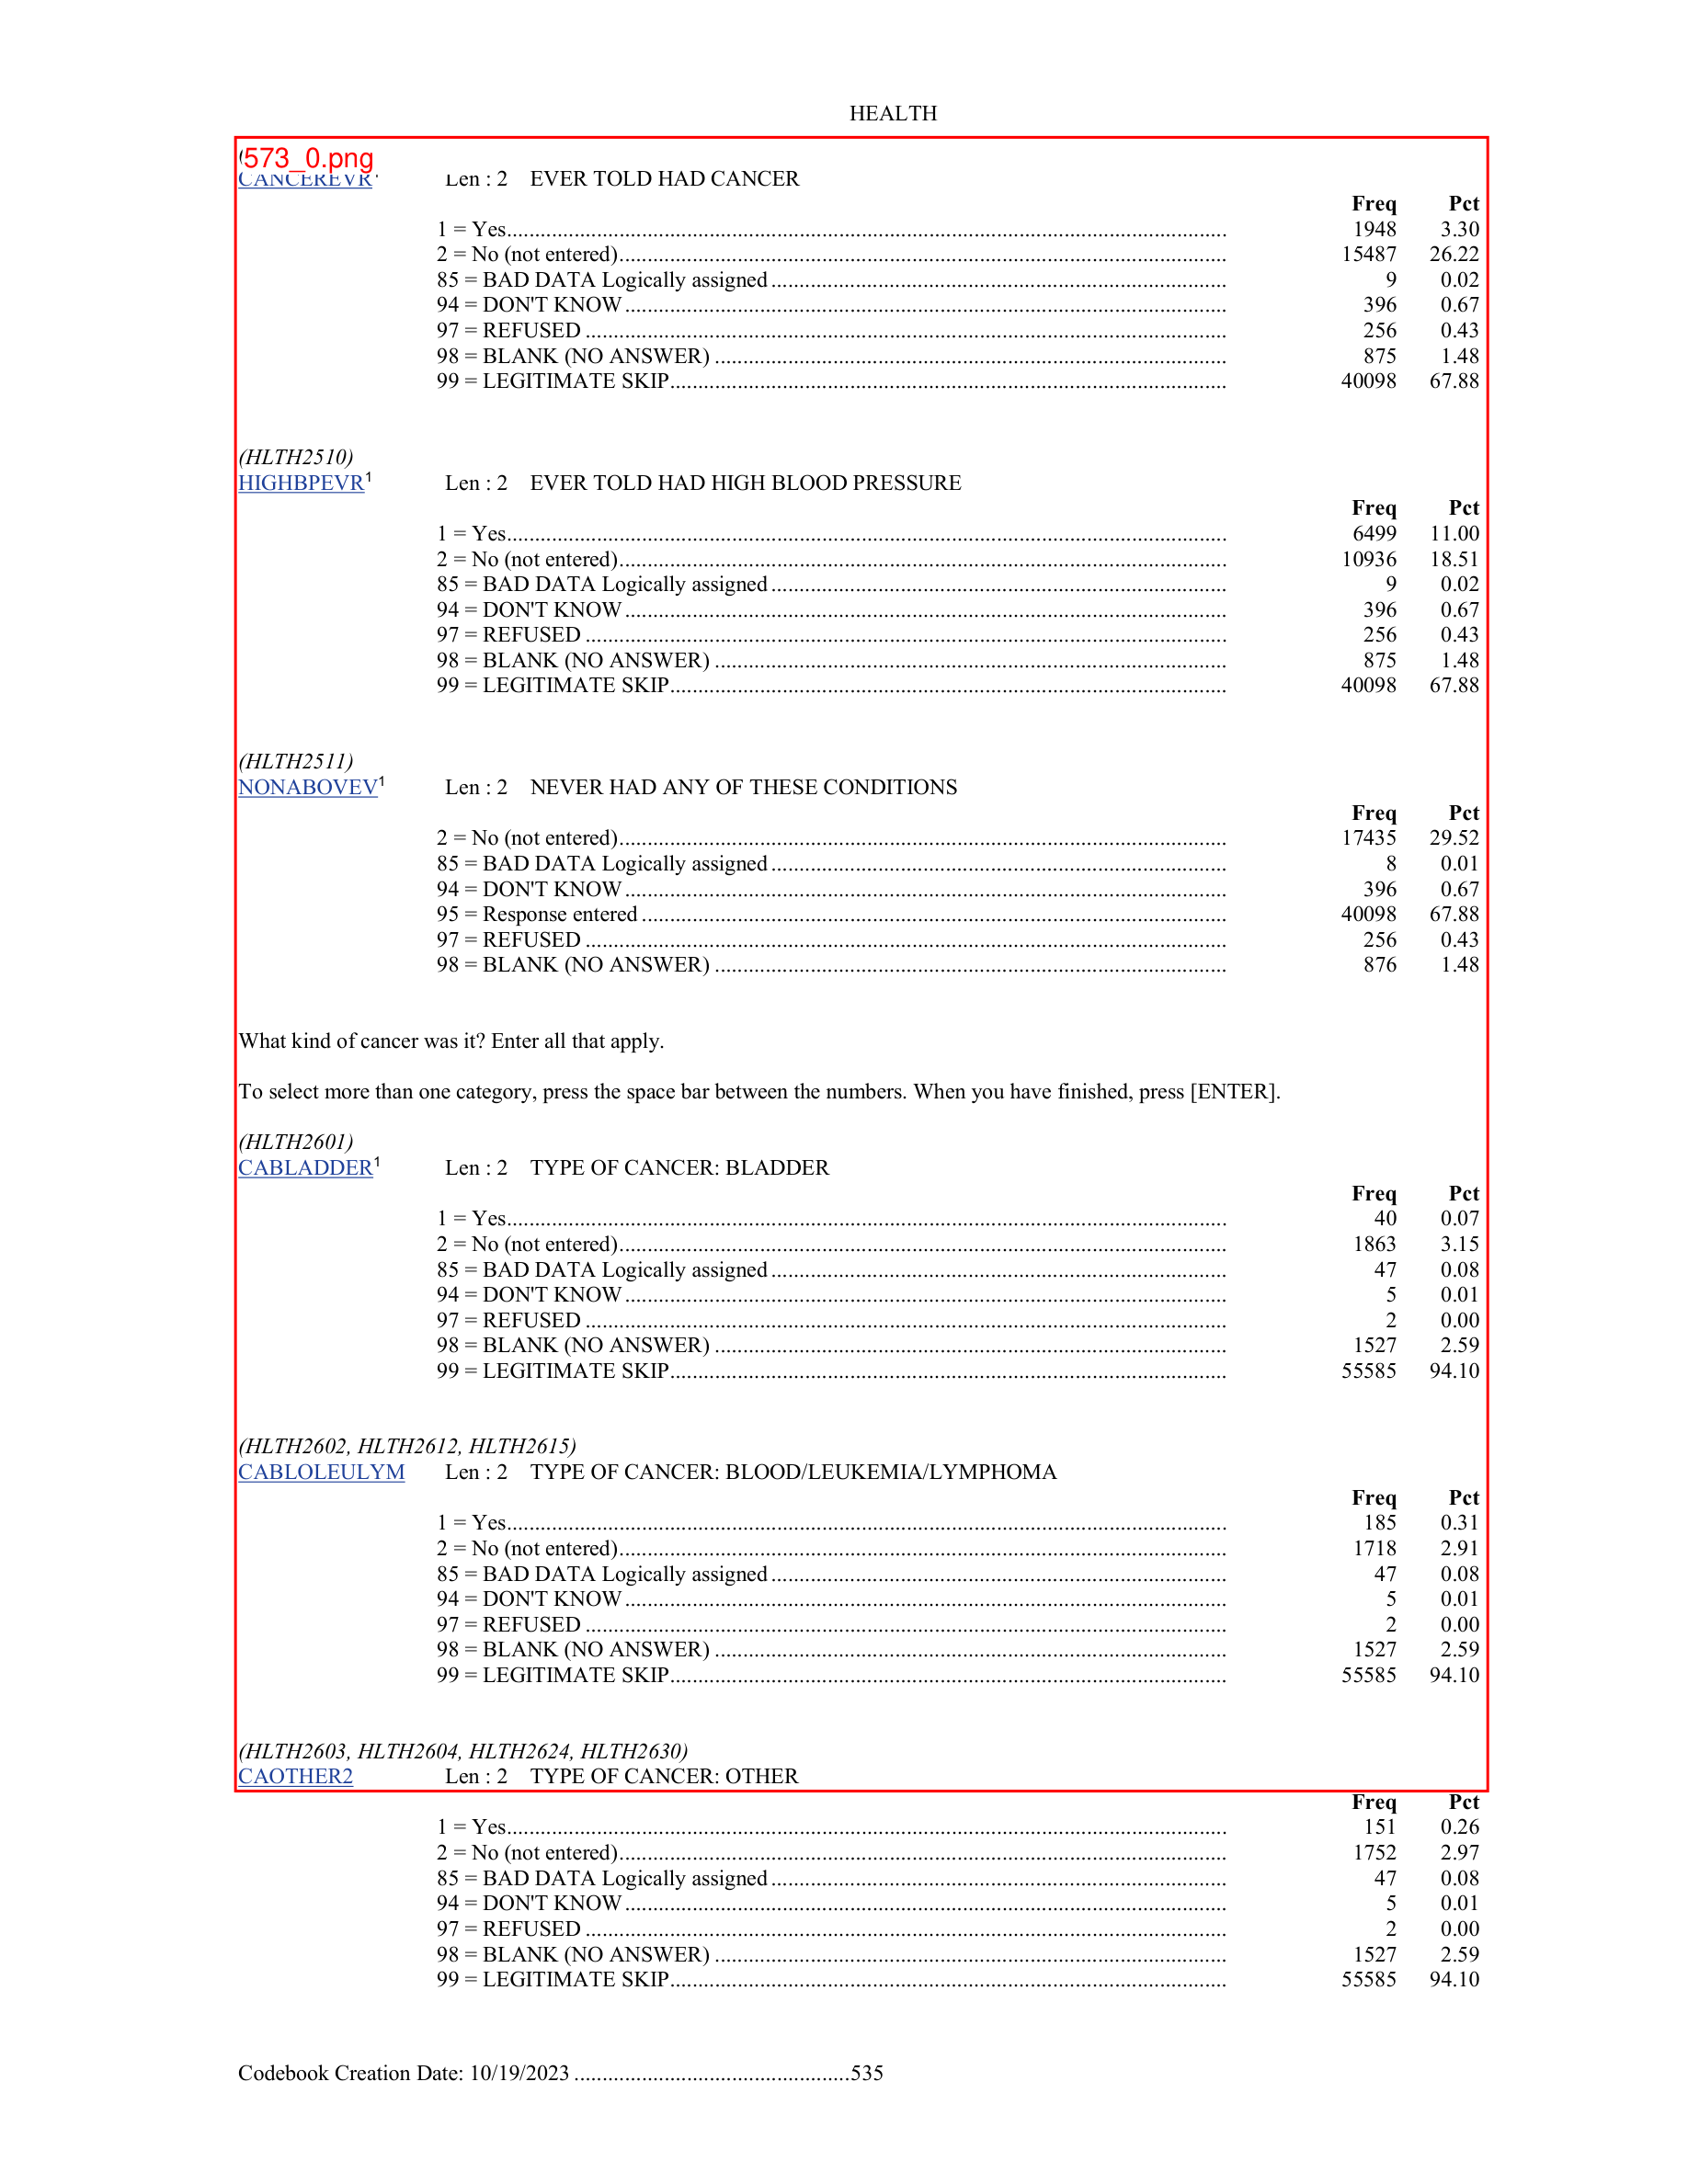 HEALTH
573_0.png
CANCEREVR¹ Len : 2 EVER TOLD HAD CANCER
Freq Pct
1 = Yes 1948 3.30
2 = No (not entered) 15487 26.22
85 = BAD DATA Logically assigned 9 0.02
94 = DON'T KNOW 396 0.67
97 = REFUSED 256 0.43
98 = BLANK (NO ANSWER) 875 1.48
99 = LEGITIMATE SKIP 40098 67.88
(HLTH2510)
HIGHBPEVR¹ Len : 2 EVER TOLD HAD HIGH BLOOD PRESSURE
Freq Pct
1 = Yes 6499 11.00
2 = No (not entered) 10936 18.51
85 = BAD DATA Logically assigned 9 0.02
94 = DON'T KNOW 396 0.67
97 = REFUSED 256 0.43
98 = BLANK (NO ANSWER) 875 1.48
99 = LEGITIMATE SKIP 40098 67.88
(HLTH2511)
NONABOVEV¹ Len : 2 NEVER HAD ANY OF THESE CONDITIONS
Freq Pct
2 = No (not entered) 17435 29.52
85 = BAD DATA Logically assigned 8 0.01
94 = DON'T KNOW 396 0.67
95 = Response entered 40098 67.88
97 = REFUSED 256 0.43
98 = BLANK (NO ANSWER) 876 1.48
What kind of cancer was it? Enter all that apply.
To select more than one category, press the space bar between the numbers. When you have finished, press [ENTER].
(HLTH2601)
CABLADDER¹ Len : 2 TYPE OF CANCER: BLADDER
Freq Pct
1 = Yes 40 0.07
2 = No (not entered) 1863 3.15
85 = BAD DATA Logically assigned 47 0.08
94 = DON'T KNOW 5 0.01
97 = REFUSED 2 0.00
98 = BLANK (NO ANSWER) 1527 2.59
99 = LEGITIMATE SKIP 55585 94.10
(HLTH2602, HLTH2612, HLTH2615)
CABLOLEULYM Len : 2 TYPE OF CANCER: BLOOD/LEUKEMIA/LYMPHOMA
Freq Pct
1 = Yes 185 0.31
2 = No (not entered) 1718 2.91
85 = BAD DATA Logically assigned 47 0.08
94 = DON'T KNOW 5 0.01
97 = REFUSED 2 0.00
98 = BLANK (NO ANSWER) 1527 2.59
99 = LEGITIMATE SKIP 55585 94.10
(HLTH2603, HLTH2604, HLTH2624, HLTH2630)
CAOTHER2 Len : 2 TYPE OF CANCER: OTHER
Freq Pct
1 = Yes 151 0.26
2 = No (not entered) 1752 2.97
85 = BAD DATA Logically assigned 47 0.08
94 = DON'T KNOW 5 0.01
97 = REFUSED 2 0.00
98 = BLANK (NO ANSWER) 1527 2.59
99 = LEGITIMATE SKIP 55585 94.10
Codebook Creation Date: 10/19/2023 535